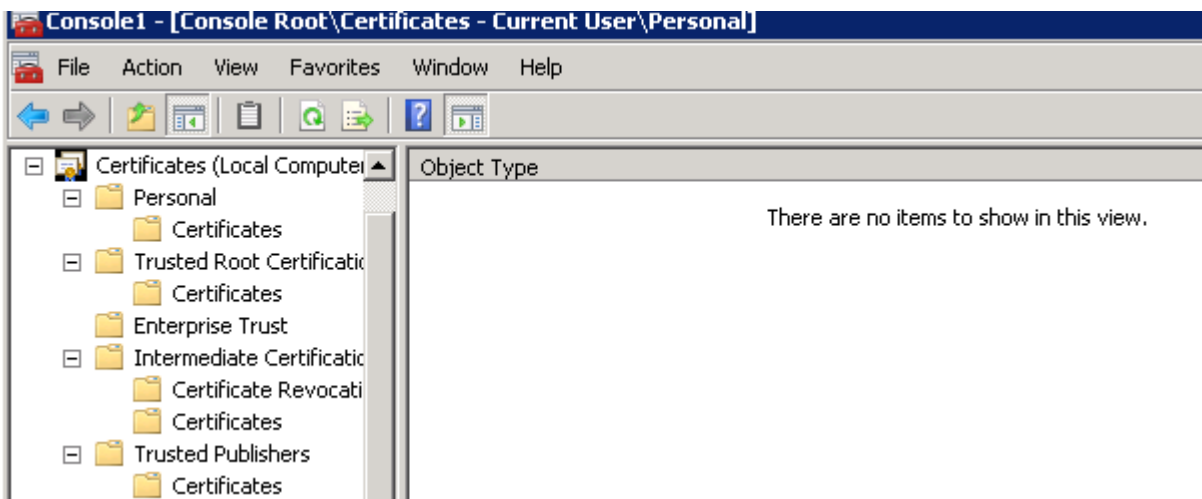 Console1 - [Console Root\Certificates - Current User\Personal]
File Action View Favorites Window Help
Certificates (Local Computer
Personal
Certificates
Trusted Root Certificatio
Certificates
Enterprise Trust
Intermediate Certificatio
Certificate Revocati
Certificates
Trusted Publishers
Certificates
Object Type
There are no items to show in this view.